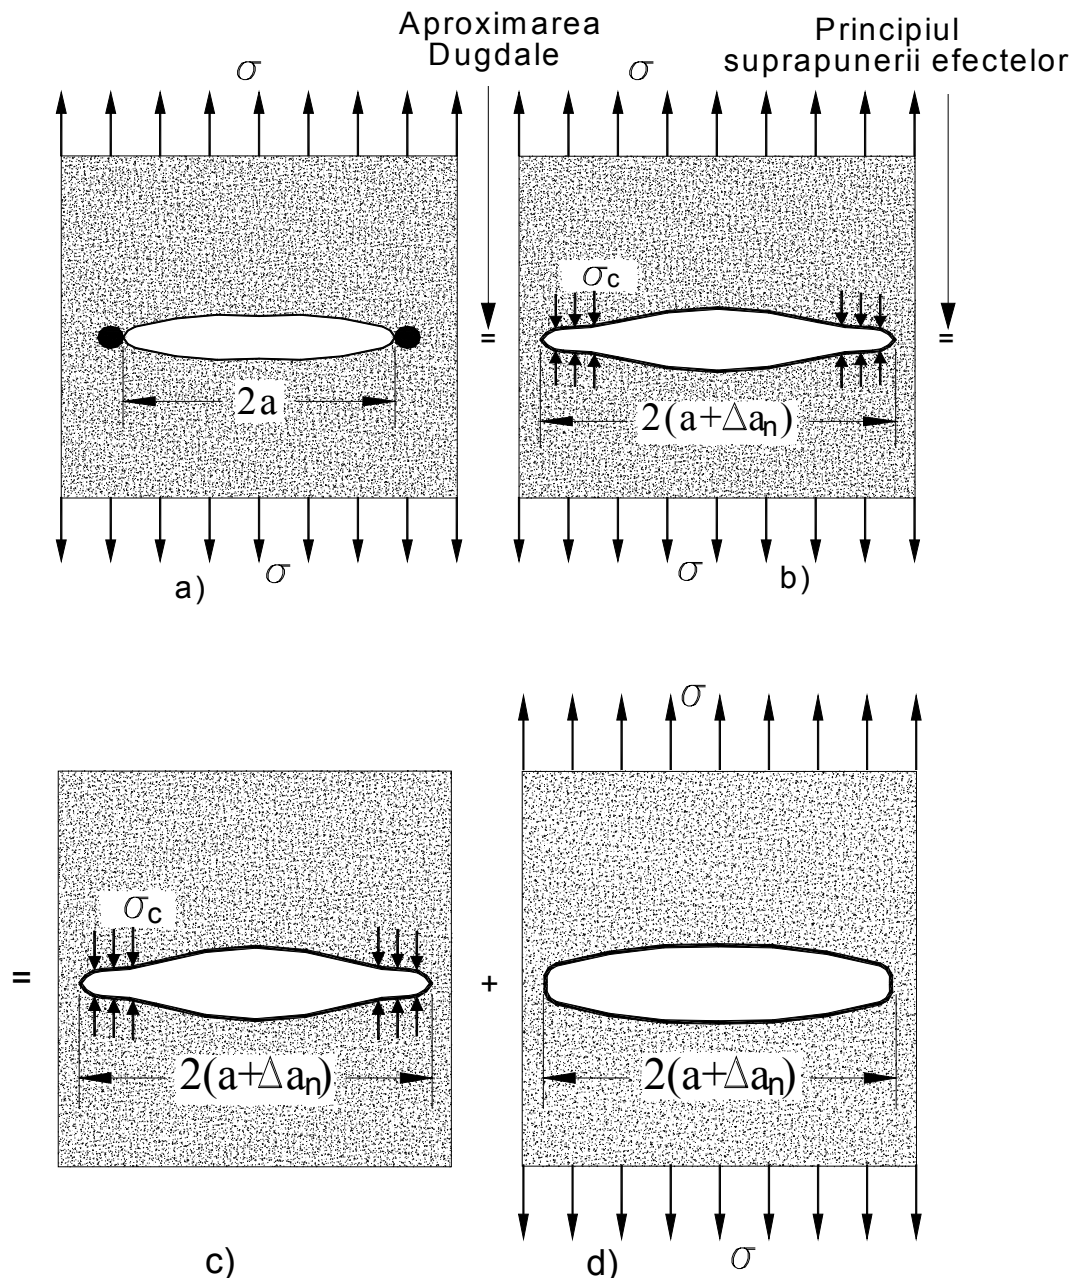 Aproximarea
Dugdale
Principiul
suprapunerii efectelor
σ
σ
σc
=
=
2a
2(a+Δan)
σ
σ
a)
b)
σ
σc
=
+
2(a+Δan)
2(a+Δan)
σ
c)
d)